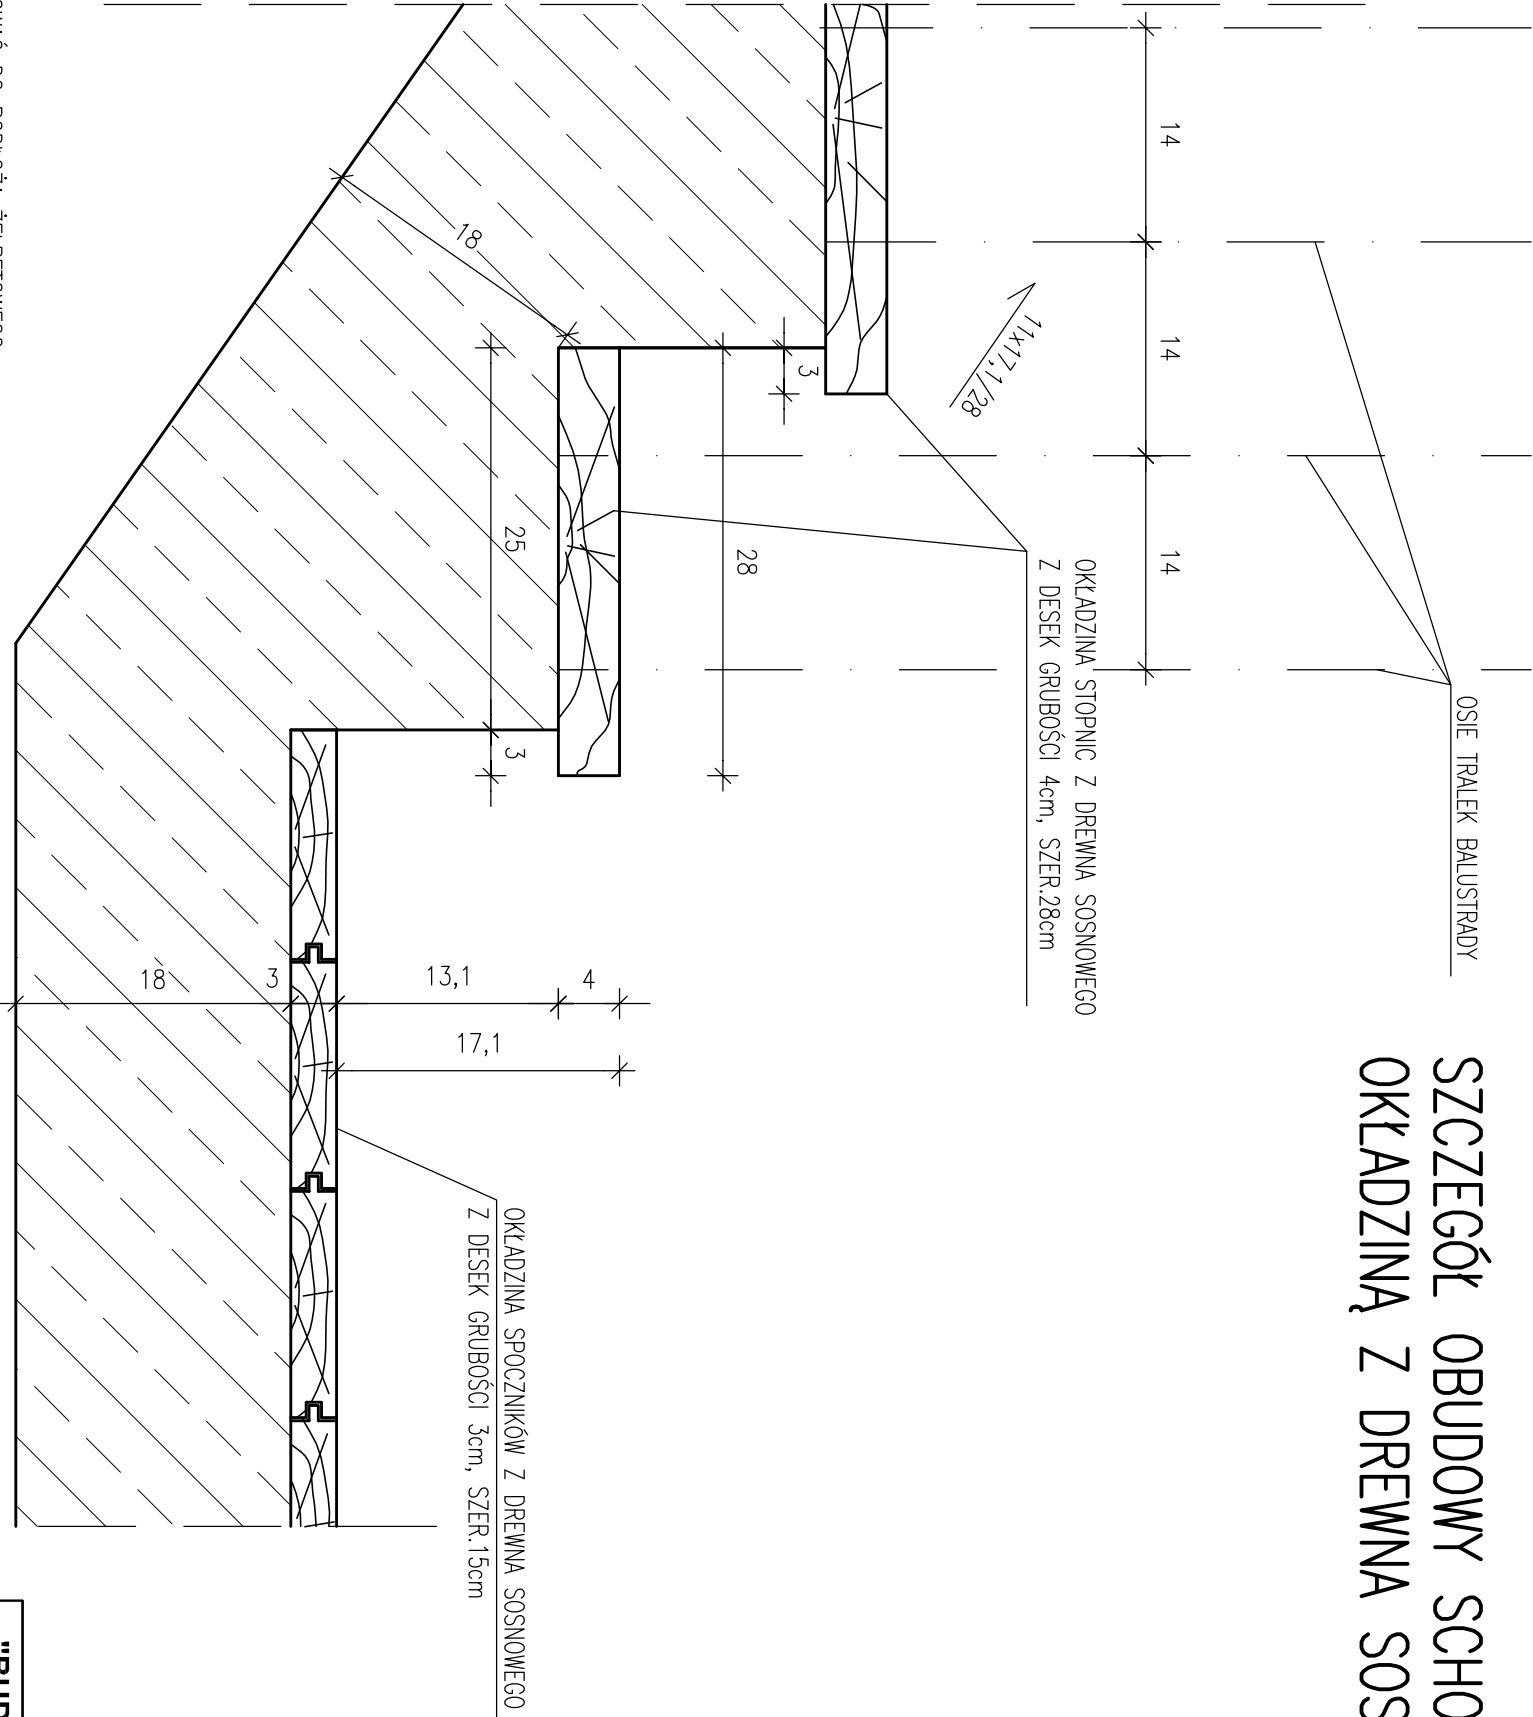 SZCZEGÓŁ OBUDOWY SCHO
OKŁADZINĄ Z DREWNA SOS
OSIE TRALEK BALUSTRADY
14
14
14
11x17,1/28
OKŁADZINA STOPNIC Z DREWNA SOSNOWEGO
Z DESEK GRUBOŚCI 4cm, SZER.28cm
3
28
18
25
3
4
13,1
3
18
17,1
OKŁADZINA SPOCZNIKÓW Z DREWNA SOSNOWEGO
Z DESEK GRUBOŚCI 3cm, SZER.15cm